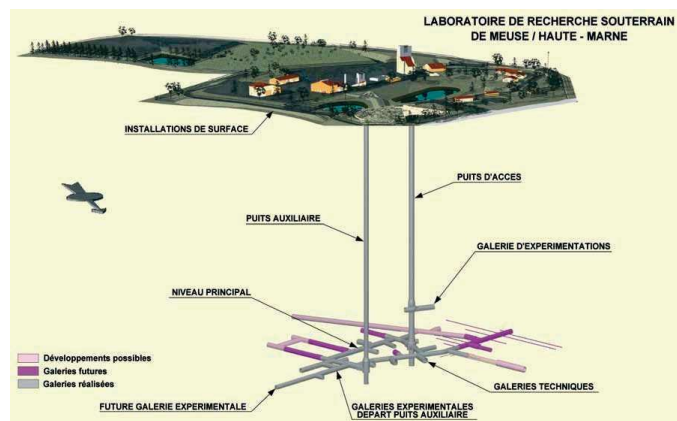 LABORATOIRE DE RECHERCHE SOUTERRAIN
DE MEUSE / HAUTE - MARNE
INSTALLATIONS DE SURFACE
PUITS D'ACCES
PUITS AUXILIAIRE
GALERIE D'EXPERIMENTATIONS
NIVEAU PRINCIPAL
Développements possibles
Galeries futures
Galeries réalisées
GALERIES TECHNIQUES
FUTURE GALERIE EXPERIMENTALE
GALERIES EXPERIMENTALES
DEPART PUITS AUXILIAIRE